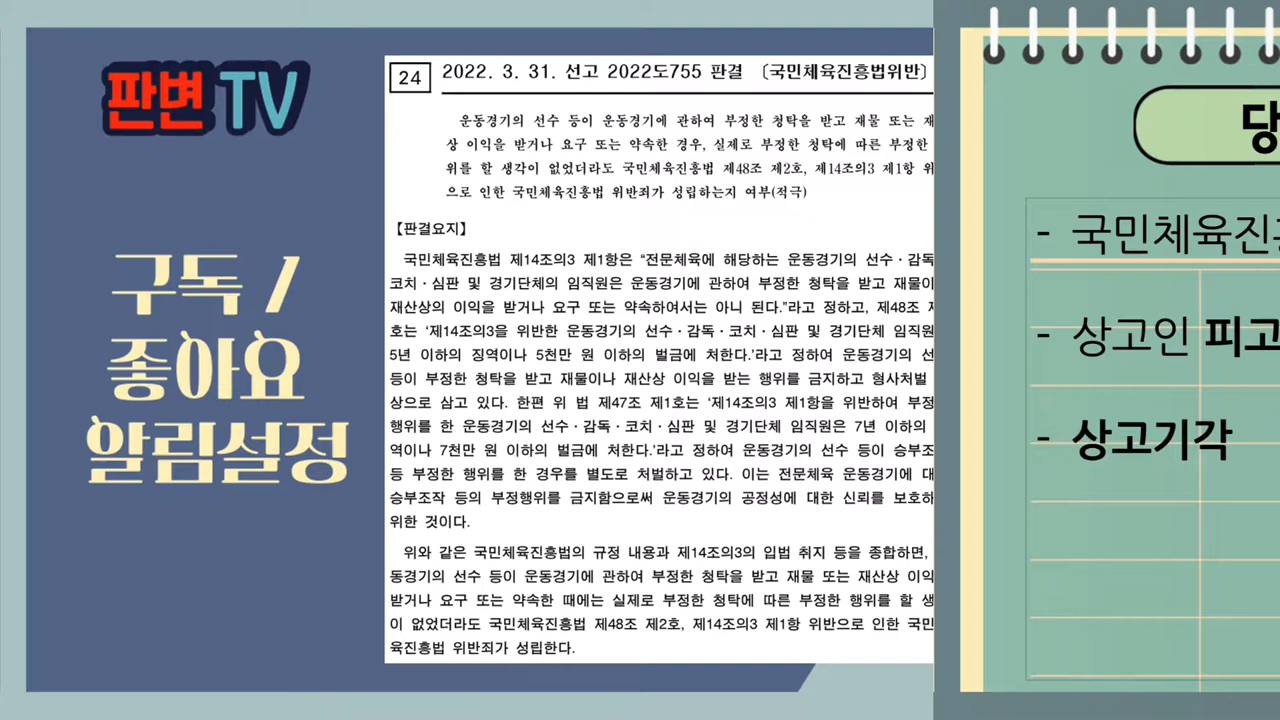 판변 TV
구독 /
좋아요
알림설정
24 2022. 3. 31. 선고 2022도755 판결 〔국민체육진흥법위반〕
운동경기의 선수 등이 운동경기에 관하여 부정한 청탁을 받고 재물 또는 재
상 이익을 받거나 요구 또는 약속한 경우, 실제로 부정한 청탁에 따른 부정한
위를 할 생각이 없었더라도 국민체육진흥법 제48조 제2호, 제14조의3 제1항 위
으로 인한 국민체육진흥법 위반죄가 성립하는지 여부(적극)
【판결요지】
국민체육진흥법 제14조의3 제1항은 “전문체육에 해당하는 운동경기의 선수·감독
코치·심판 및 경기단체의 임직원은 운동경기에 관하여 부정한 청탁을 받고 재물이
재산상의 이익을 받거나 요구 또는 약속하여서는 아니 된다.”라고 정하고, 제48조
호는 ‘제14조의3을 위반한 운동경기의 선수·감독·코치·심판 및 경기단체 임직원
5년 이하의 징역이나 5천만 원 이하의 벌금에 처한다.’라고 정하여 운동경기의 선
등이 부정한 청탁을 받고 재물이나 재산상 이익을 받는 행위를 금지하고 형사처벌
상으로 삼고 있다. 한편 위 법 제47조 제1호는 ‘제14조의3 제1항을 위반하여 부정
행위를 한 운동경기의 선수·감독·코치·심판 및 경기단체 임직원은 7년 이하의
역이나 7천만 원 이하의 벌금에 처한다.’라고 정하여 운동경기의 선수 등이 승부조
등 부정한 행위를 한 경우를 별도로 처벌하고 있다. 이는 전문체육 운동경기에 대
승부조작 등의 부정행위를 금지함으로써 운동경기의 공정성에 대한 신뢰를 보호하
위한 것이다.
위와 같은 국민체육진흥법의 규정 내용과 제14조의3의 입법 취지 등을 종합하면,
동경기의 선수 등이 운동경기에 관하여 부정한 청탁을 받고 재물 또는 재산상 이익
받거나 요구 또는 약속한 때에는 실제로 부정한 청탁에 따른 부정한 행위를 할 생
이 없었더라도 국민체육진흥법 제48조 제2호, 제14조의3 제1항 위반으로 인한 국민
육진흥법 위반죄가 성립한다.
당
- 국민체육진
- 상고인 피고
- 상고기각